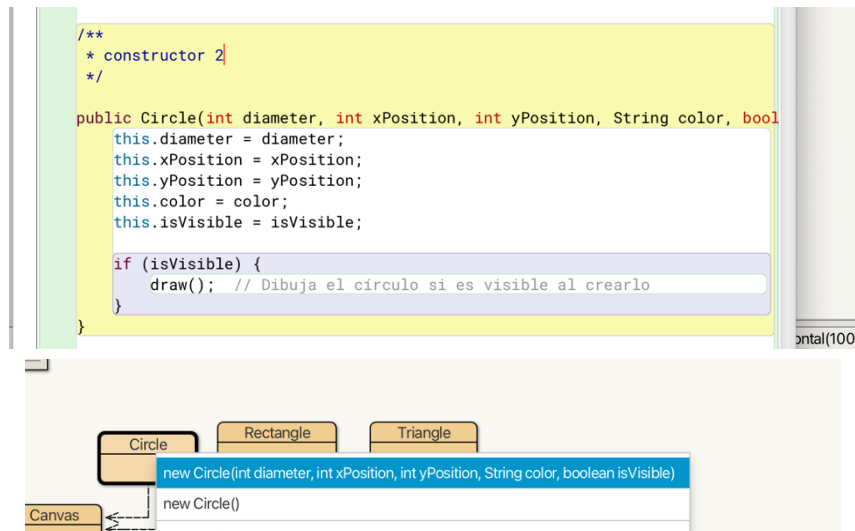 /**
* constructor 2
*/
public Circle(int diameter, int xPosition, int yPosition, String color, bool
this.diameter = diameter;
this.xPosition = xPosition;
this.yPosition = yPosition;
this.color = color;
this.isVisible = isVisible;
if (isVisible) {
draw();  // Dibuja el círculo si es visible al crearlo
}
}
ontal(100
Circle
Rectangle
Triangle
new Circle(int diameter, int xPosition, int yPosition, String color, boolean isVisible)
new Circle()
Canvas